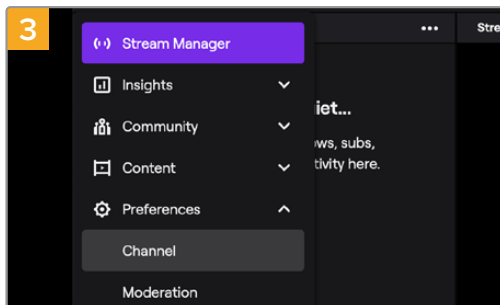 3
Stream Manager
Insights
Community
Content
Preferences
Channel
Moderation
...
iet...
ws, subs,
tivity here.
Stre